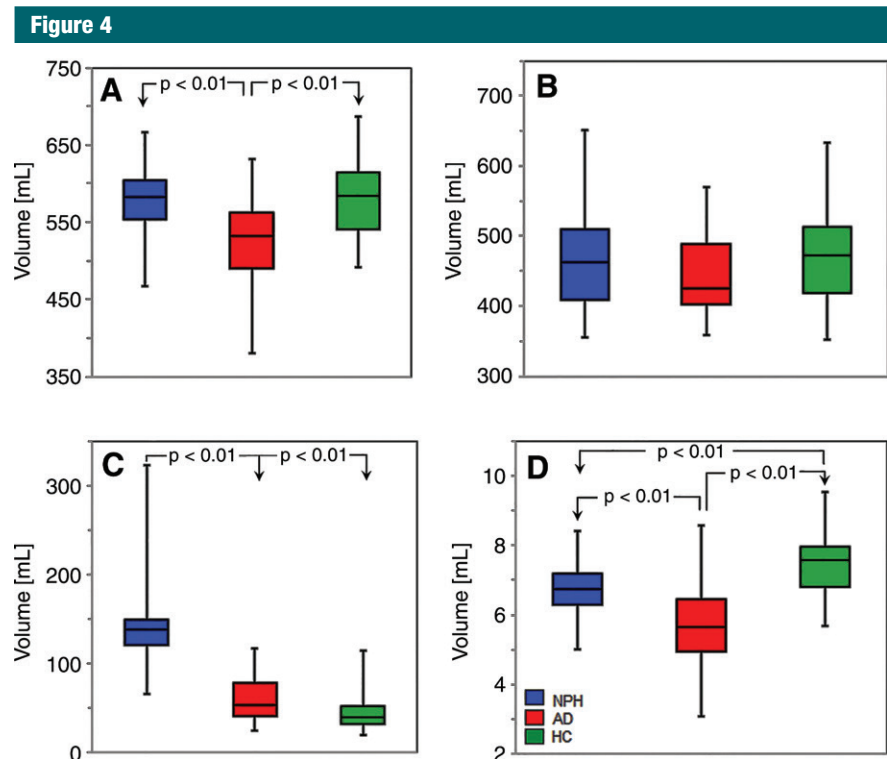 Figure 4
A
p < 0.01 p < 0.01
Volume [mL]
750
650
550
450
350
B
Volume [mL]
700
600
500
400
300
C
p < 0.01 p < 0.01
Volume [mL]
300
200
100
0
D
p < 0.01
p < 0.01
p < 0.01
Volume [mL]
10
8
6
4
2
NPH
AD
HC